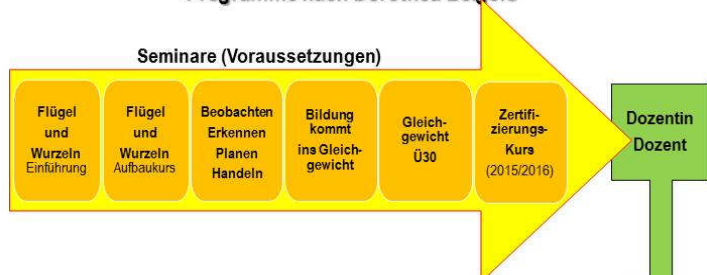 Seminare (Voraussetzungen)
Flügel
und
Wurzeln
Einführung
Flügel
und
Wurzeln
Aufbaukurs
Beobachten
Erkennen
Planen
Handeln
Bildung
kommt
ins Gleich-
gewicht
Gleich-
gewicht
Ü30
Zertifi-
zierungs-
Kurs
(2015/2016)
Dozentin
Dozent